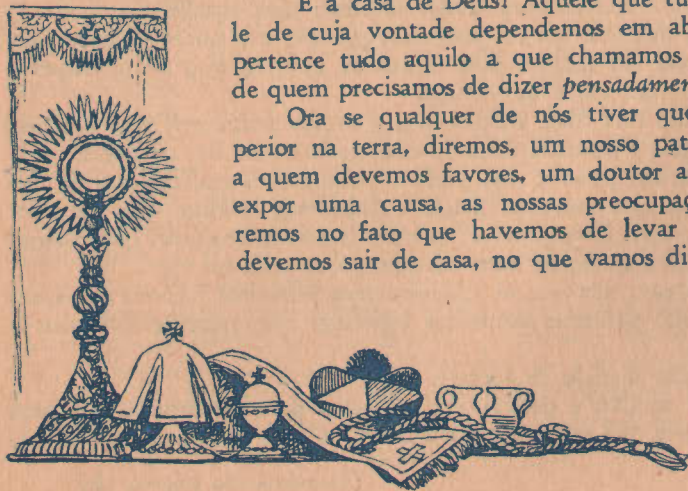 E a casa de Deus! Aquele que tu
le de cuja vontade dependemos em ab
pertence tudo aquilo a que chamamos
de quem precisamos de dizer pensadamen
Ora se qualquer de nós tiver que
perior na terra, diremos, um nosso pat
a quem devemos favores, um doutor a
expor uma causa, as nossas preocupaç
remos no fato que havemos de levar
devemos sair de casa, no que vamos di